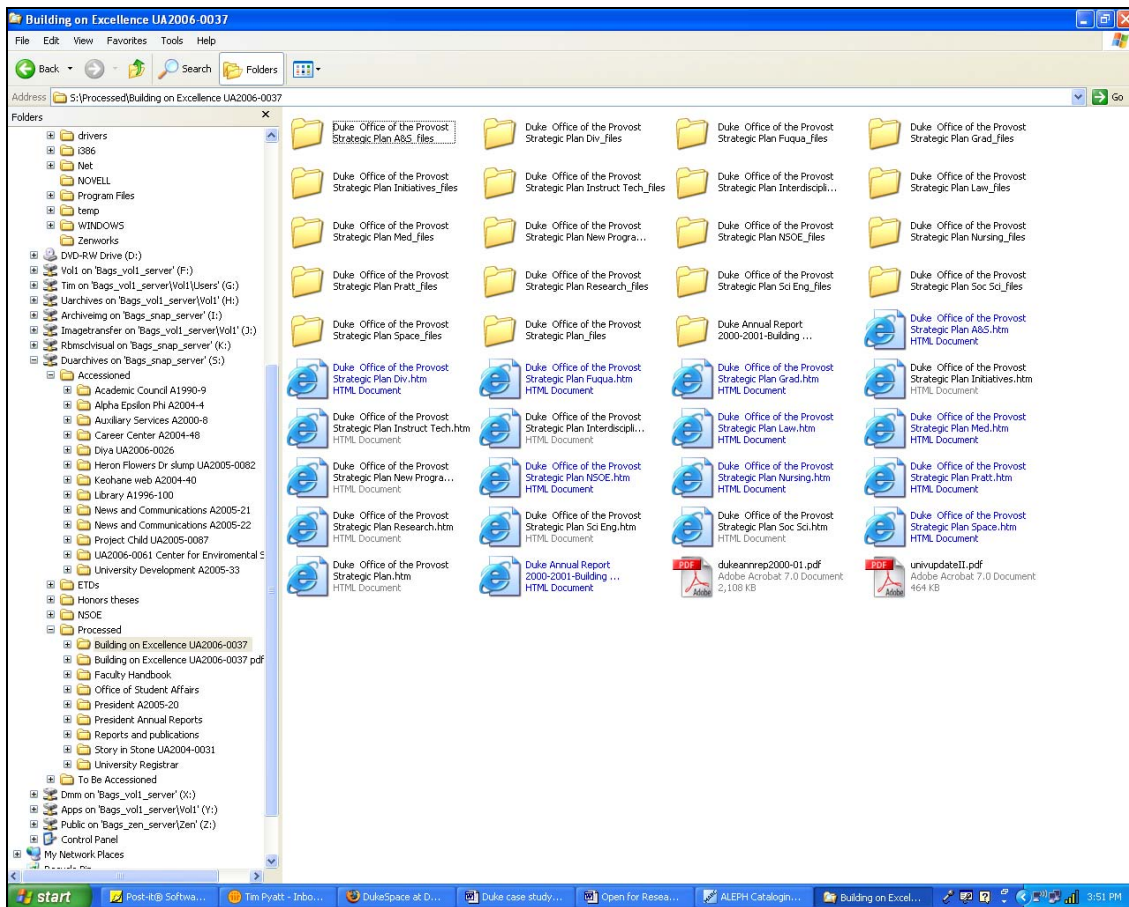 Building on Excellence UA2006-0037
File Edit View Favorites Tools Help
Back Search Folders
Address S:\Processed\Building on Excellence UA2006-0037 Go
Folders x
drivers
i386
Net
NOVELL
Program Files
temp
WINDOWS
Zenworks
DVD-RW Drive (D:)
Vol1 on 'Bags_vol1_server' (F:)
Tim on 'Bags_vol1_server\Vol1\Users' (G:)
Uarchives on 'Bags_vol1_server\Vol1' (H:)
Archiveimg on 'Bags_snap_server' (I:)
Imagetransfer on 'Bags_vol1_server\Vol1' (J:)
Rbmsclvisual on 'Bags_snap_server' (K:)
Duarchives on 'Bags_snap_server' (S:)
Accessioned
Academic Council A1990-9
Alpha Epsilon Phi A2004-4
Auxiliary Services A2000-8
Career Center A2004-48
Diya UA2006-0026
Heron Flowers Dr slump UA2005-0082
Keohane web A2004-40
Library A1996-100
News and Communications A2005-21
News and Communications A2005-22
Project Child UA2005-0087
UA2006-0061 Center for Enviromental S
University Development A2005-33
ETDs
Honors theses
NSOE
Processed
Building on Excellence UA2006-0037
Building on Excellence UA2006-0037 pdf
Faculty Handbook
Office of Student Affairs
President A2005-20
President Annual Reports
Reports and publications
Story in Stone UA2004-0031
University Registrar
To Be Accessioned
Dmm on 'Bags_vol1_server' (X:)
Apps on 'Bags_vol1_server\Vol1' (Y:)
Public on 'Bags_zen_server\Zen' (Z:)
Control Panel
My Network Places
Duke Office of the Provost Duke Office of the Provost Duke Office of the Provost Duke Office of the Provost
Strategic Plan A&S_files Strategic Plan Div_files Strategic Plan Fuqua_files Strategic Plan Grad_files
Duke Office of the Provost Duke Office of the Provost Duke Office of the Provost Duke Office of the Provost
Strategic Plan Initiatives_files Strategic Plan Instruct Tech_files Strategic Plan Interdiscipli... Strategic Plan Law_files
Duke Office of the Provost Duke Office of the Provost Duke Office of the Provost Duke Office of the Provost
Strategic Plan Med_files Strategic Plan New Progra... Strategic Plan NSOE_files Strategic Plan Nursing_files
Duke Office of the Provost Duke Office of the Provost Duke Office of the Provost Duke Office of the Provost
Strategic Plan Pratt_files Strategic Plan Research_files Strategic Plan Sci Eng_files Strategic Plan Soc Sci_files
Duke Office of the Provost Duke Office of the Provost Duke Annual Report Duke Office of the Provost
Strategic Plan Space_files Strategic Plan_files 2000-2001-Building ... Strategic Plan A&S.htm
HTML Document
Duke Office of the Provost Duke Office of the Provost Duke Office of the Provost Duke Office of the Provost
Strategic Plan Div.htm Strategic Plan Fuqua.htm Strategic Plan Grad.htm Strategic Plan Initiatives.htm
HTML Document HTML Document HTML Document HTML Document
Duke Office of the Provost Duke Office of the Provost Duke Office of the Provost Duke Office of the Provost
Strategic Plan Instruct Tech.htm Strategic Plan Interdiscipli... Strategic Plan Law.htm Strategic Plan Med.htm
HTML Document HTML Document HTML Document HTML Document
Duke Office of the Provost Duke Office of the Provost Duke Office of the Provost Duke Office of the Provost
Strategic Plan New Progra... Strategic Plan NSOE.htm Strategic Plan Nursing.htm Strategic Plan Pratt.htm
HTML Document HTML Document HTML Document HTML Document
Duke Office of the Provost Duke Office of the Provost Duke Office of the Provost Duke Office of the Provost
Strategic Plan Research.htm Strategic Plan Sci Eng.htm Strategic Plan Soc Sci.htm Strategic Plan Space.htm
HTML Document HTML Document HTML Document HTML Document
Duke Office of the Provost Duke Annual Report dukeannrep2000-01.pdf univupdateII.pdf
Strategic Plan.htm 2000-2001-Building ... Adobe Acrobat 7.0 Document Adobe Acrobat 7.0 Document
HTML Document HTML Document 2,108 KB 464 KB
start Post-it® Softwa... Tim Pyatt - Inbo... DukeSpace at D... Duke case study... Open for Resea... ALEPH Catalogin... Building on Excel... 3:51 PM